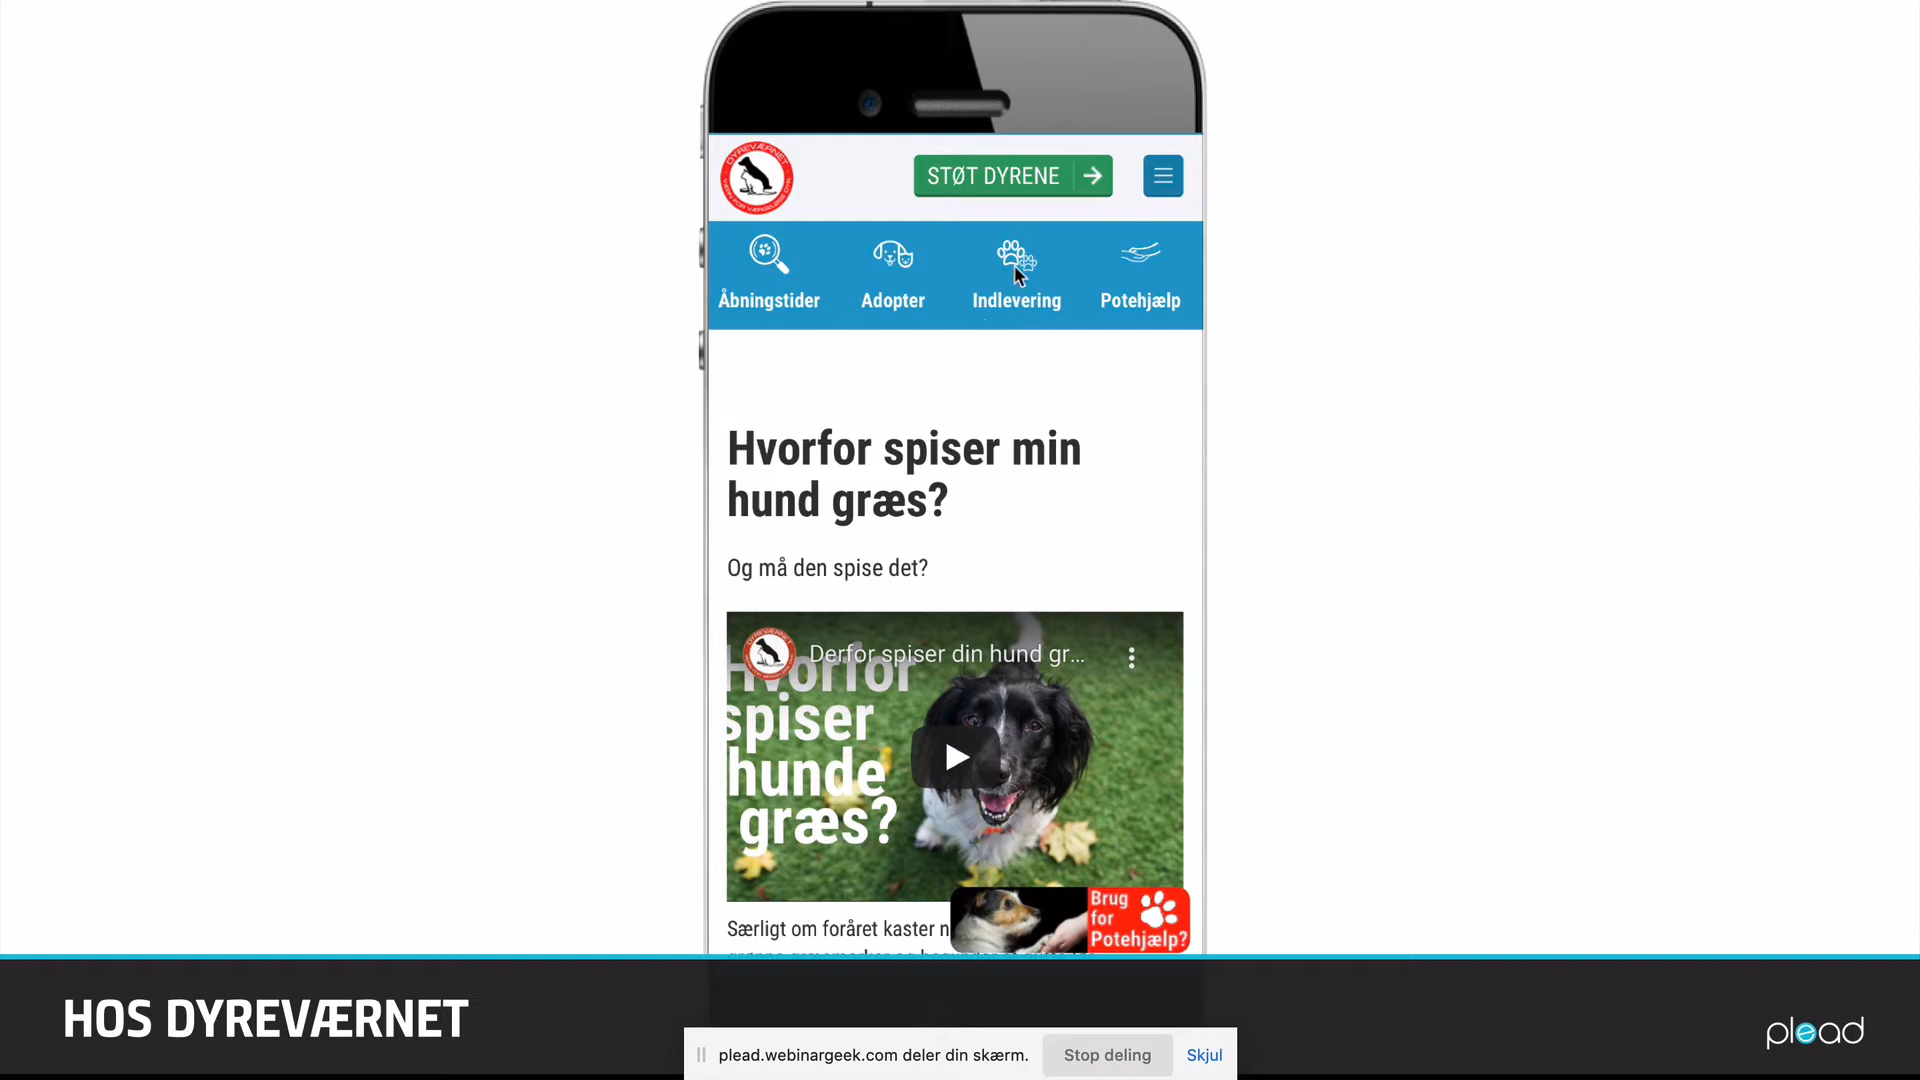 DYREVÆRNET
STØT DYRENE
Åbningstider
Adopter
Indlevering
Potehjælp
Hvorfor spiser min
hund græs?
Og må den spise det?
Derfor spiser din hund gr...
Hvorfor
spiser
hunde
græs?
Særligt om foråret kaster n
Brug
for
Potehjælp?
HOS DYREVÆRNET
plead
plead.webinargeek.com deler din skærm.
Stop deling
Skjul